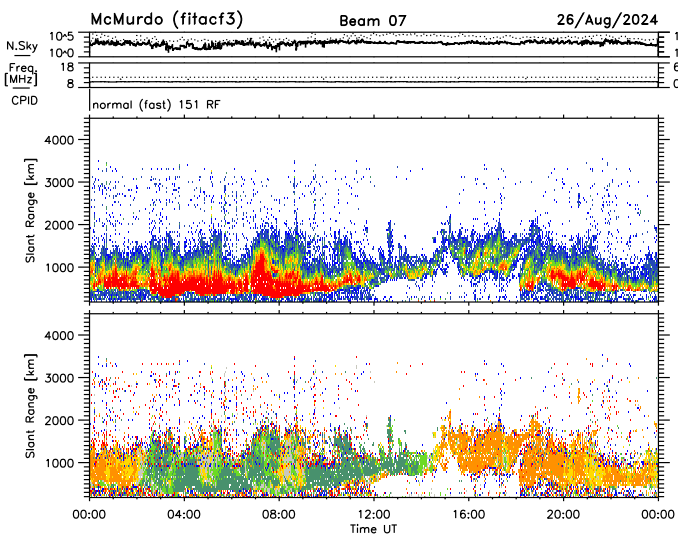 McMurdo (fitacf3) Beam 07 26/Aug/2024
N.Sky 10^5 10^0
Freq. [MHz] 18 8
CPID normal (fast) 151 RF
Slant Range [km] 4000 3000 2000 1000
Slant Range [km] 4000 3000 2000 1000
00:00 04:00 08:00 12:00 16:00 20:00 00:00
Time UT